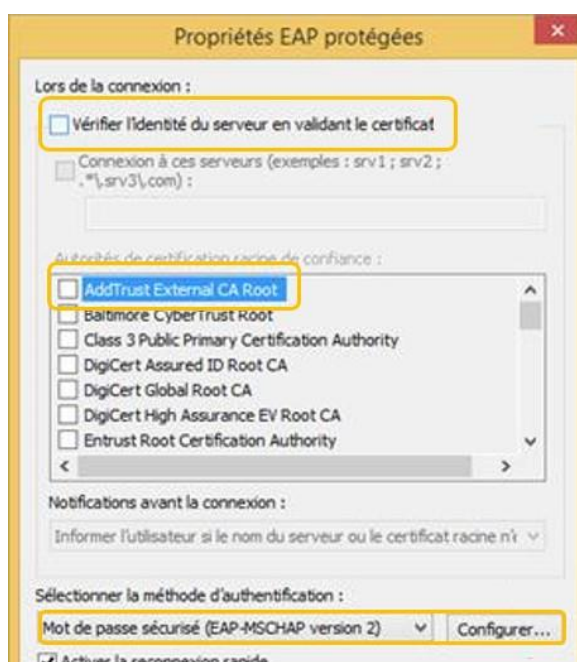 Propriétés EAP protégées
Lors de la connexion :
Vérifier l'identité du serveur en validant le certificat
Connexion à ces serveurs (exemples : srv1 ; srv2 ;
.*\.srv3\.com) :
Autorités de certification racine de confiance :
AddTrust External CA Root
Baltimore CyberTrust Root
Class 3 Public Primary Certification Authority
DigiCert Assured ID Root CA
DigiCert Global Root CA
DigiCert High Assurance EV Root CA
Entrust Root Certification Authority
Notifications avant la connexion :
Informer l'utilisateur si le nom du serveur ou le certificat racine n'e
Sélectionner la méthode d'authentification :
Mot de passe sécurisé (EAP-MSCHAP version 2)
Configurer...
Activer la reconnexion rapide